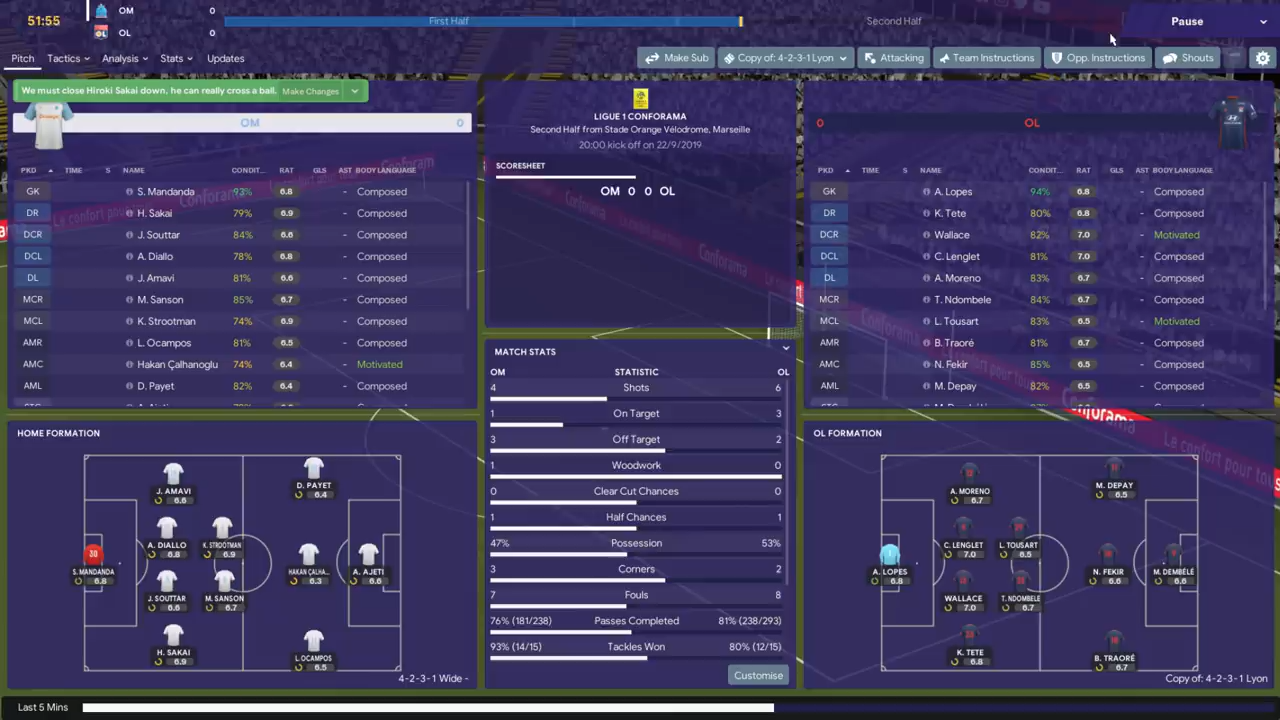 51:55
OM 0
OL 0
First Half
Second Half
Pause
Pitch Tactics Analysis Stats Updates
Make Sub Copy of: 4-2-3-1 Lyon Attacking Team Instructions Opp. Instructions Shouts
We must close Hiroki Sakai down, he can really cross a ball. Make Changes
OM 0
PKD TIME S NAME CONDIT... RAT GLS AST BODY LANGUAGE
GK S. Mandanda 93% 6.8 - Composed
DR H. Sakai 79% 6.9 - Composed
DCR J. Souttar 84% 6.6 - Composed
DCL A. Diallo 78% 6.8 - Composed
DL J. Amavi 81% 6.6 - Composed
MCR M. Sanson 85% 6.7 - Composed
MCL K. Strootman 74% 6.9 - Composed
AMR L. Ocampos 81% 6.5 - Composed
AMC Hakan Çalhanoglu 74% 6.4 - Motivated
AML D. Payet 82% 6.4 - Composed
LIGUE 1 CONFORAMA
Second Half from Stade Orange Vélodrome, Marseille
20:00 kick off on 22/9/2019
SCORESHEET
OM 0 0 OL
MATCH STATS
OM STATISTIC OL
4 Shots 6
1 On Target 3
3 Off Target 2
1 Woodwork 0
0 Clear Cut Chances 0
1 Half Chances 1
47% Possession 53%
3 Corners 2
7 Fouls 8
76% (181/238) Passes Completed 81% (238/293)
93% (14/15) Tackles Won 80% (12/15)
Customise
0 OL
PKD TIME S NAME CONDIT... RAT GLS AST BODY LANGUAGE
GK A. Lopes 94% 6.8 - Composed
DR K. Tete 80% 6.8 - Composed
DCR Wallace 82% 7.0 - Motivated
DCL C. Lenglet 81% 7.0 - Composed
DL A. Moreno 83% 6.7 - Composed
MCR T. Ndombele 84% 6.7 - Composed
MCL L. Tousart 83% 6.5 - Motivated
AMR B. Traoré 81% 6.7 - Composed
AMC N. Fekir 85% 6.5 - Composed
AML M. Depay 82% 6.5 - Composed
HOME FORMATION
J. AMAVI
6.6
D. PAYET
6.4
A. DIALLO
6.8
K. STROOTMAN
6.9
30
S. MANDANDA
6.8
HAKAN ÇALHA...
6.3
A. AJETI
6.6
J. SOUTTAR
6.6
M. SANSON
6.7
H. SAKAI
6.9
L. OCAMPOS
6.5
4-2-3-1 Wide -
OL FORMATION
A. MORENO
6.7
M. DEPAY
6.5
C. LENGLET
7.0
L. TOUSART
6.5
A. LOPES
6.8
N. FEKIR
6.6
M. DEMBÉLÉ
6.6
WALLACE
7.0
T. NDOMBELE
6.7
K. TETE
6.8
B. TRAORÉ
6.7
Copy of: 4-2-3-1 Lyon
Last 5 Mins